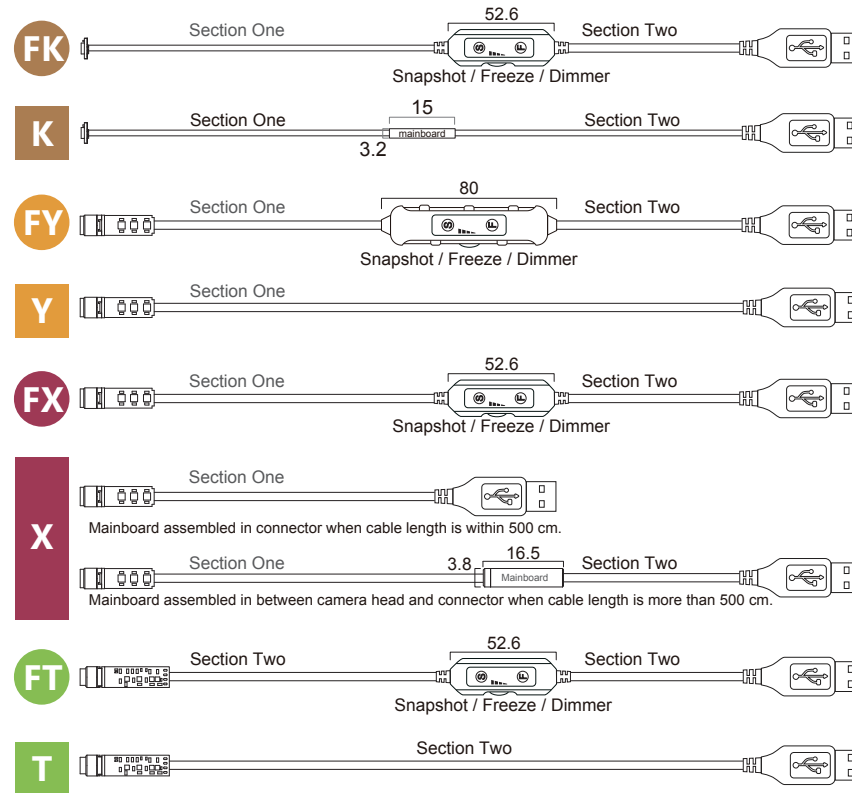 52.6
FK Section One S F Section Two
Snapshot / Freeze / Dimmer
15
K Section One mainboard Section Two
3.2
80
FY Section One S F Section Two
Snapshot / Freeze / Dimmer
Y Section One
52.6
FX Section One S F Section Two
Snapshot / Freeze / Dimmer
X
Section One
Mainboard assembled in connector when cable length is within 500 cm.
Section One 3.8 16.5 Section Two
Mainboard
Mainboard assembled in between camera head and connector when cable length is more than 500 cm.
52.6
FT Section Two S F Section Two
Snapshot / Freeze / Dimmer
T Section Two